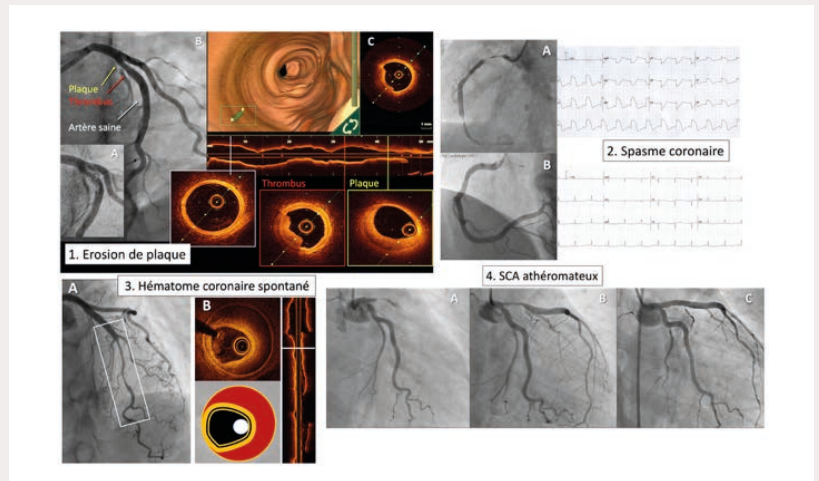 B
C
Plaque
Thrombus
Artère saine
A
Thrombus
Plaque
1. Erosion de plaque
A
B
2. Spasme coronaire
3. Hématome coronaire spontané
A
B
4. SCA athéromateux
A
B
C